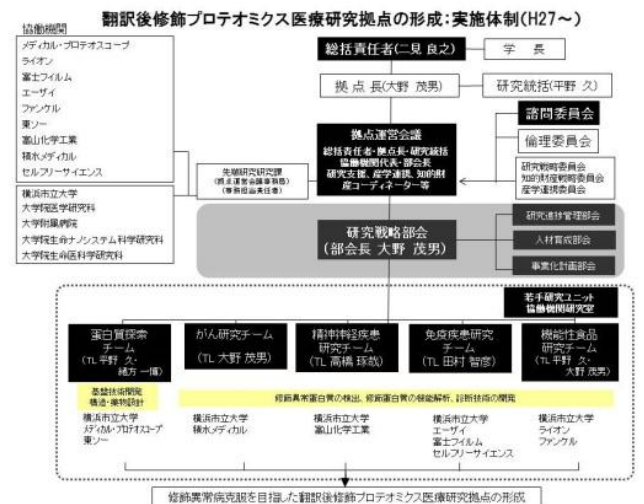 翻訳後修飾プロテオミクス医療研究拠点の形成：実施体制(H27～)
協働機関
メディカル・プロテオスコープ
ライオン
富士フイルム
エーザイ
ファンケル
東ソー
富山化学工業
積水メディカル
セルフリーサイエンス
横浜市立大学
大学院医学研究科
大学附属病院
大学院生命ナノシステム科学研究科
大学院生命医科学研究科
総括責任者(二見 良之)
学 長
拠 点 長(大野 茂男)
研究統括(平野 久)
拠点運営会議
総括責任者・拠点長・研究統括
協働機関代表・部会長
研究支援、産学連携、知的財
産コーディネーター等
先端研究研究課
(拠点運営会議事務局)
(事務担当責任者)
諮問委員会
倫理委員会
研究戦略委員会
知的財産戦略委員会
産学連携委員会
研究戦略部会
(部会長 大野 茂男)
研究進捗管理部会
人材育成部会
事業化計画部会
若手研究ユニット
協働機関研究室
蛋白質探索
チーム
(TL 平野 久・
緒方 一博)
がん研究チーム
(TL 大野 茂男)
精神神経疾患
研究チーム
(TL 高橋 琢哉)
免疫疾患研究
チーム
(TL 田村 智彦)
機能性食品
研究チーム
(TL 平野 久・
大野 茂男)
基盤技術開発
構造・薬物設計
修飾異常蛋白質の検出、修飾蛋白質の機能解析、診断技術の開発
横浜市立大学
メディカル・プロテオスコープ
東ソー
横浜市立大学
積水メディカル
横浜市立大学
富山化学工業
横浜市立大学
エーザイ
富士フイルム
セルフリーサイエンス
横浜市立大学
ライオン
ファンケル
修飾異常病克服を目指した翻訳後修飾プロテオミクス医療研究拠点の形成